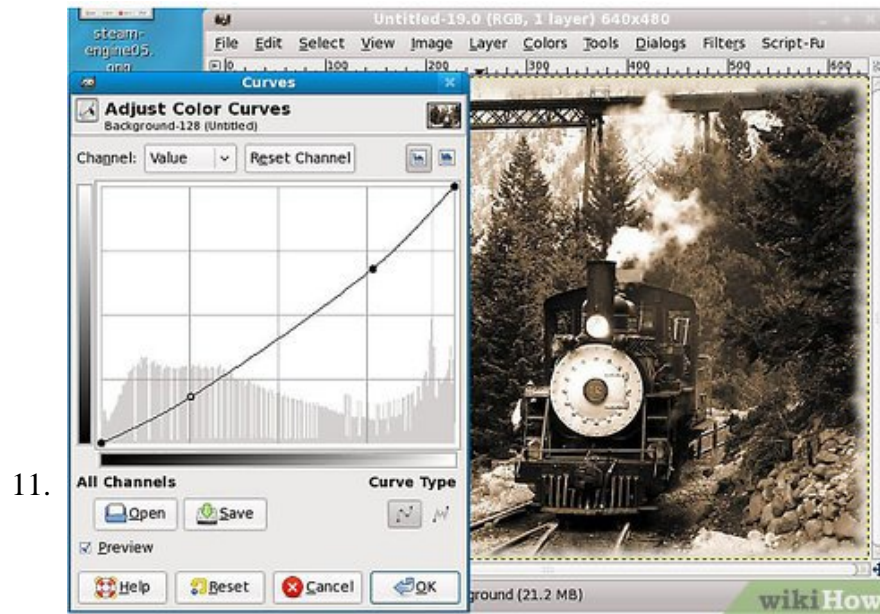 steam-
engine05.
png
Untitled-19.0 (RGB, 1 layer) 640x480
File Edit Select View Image Layer Colors Tools Dialogs Filters Script-Fu
0 100 200 300 400 500 600
Curves
Adjust Color Curves
Background-128 (Untitled)
Channel: Value Reset Channel
11.
All Channels Curve Type
Open Save
Preview
Help Reset Cancel OK
ground (21.2 MB)
wikiHow